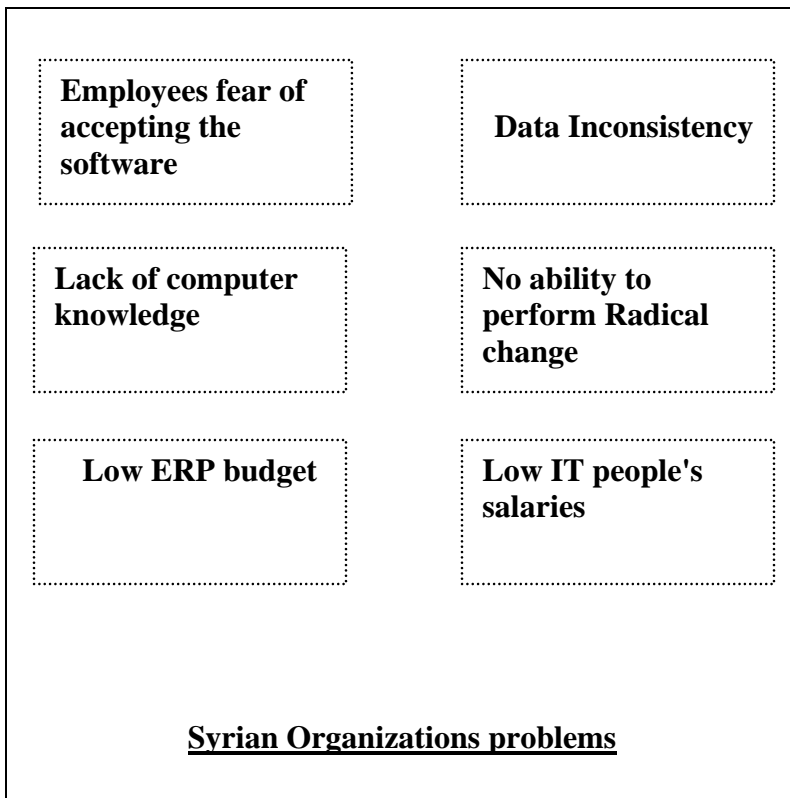 Employees fear of
accepting the
software
Data Inconsistency
Lack of computer
knowledge
No ability to
perform Radical
change
Low ERP budget
Low IT people's
salaries
Syrian Organizations problems